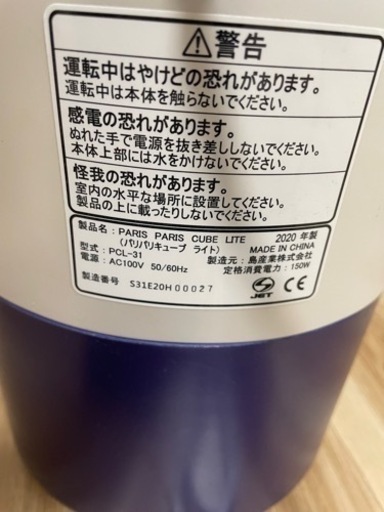 警告
運転中はやけどの恐れがあります。
運転中は本体を触らないでください。
感電の恐れがあります。
ぬれた手で電源を抜き差ししないでください。
本体上部には水をかけないでください。
怪我の恐れがあります。
室内の水平な場所に設置してください。
製品の上に載ったりしないでください。
製品名：PARIS PARIS CUBE LITE 2020 年製
（パリパリキューブ ライト） MADE IN CHINA
型式：PCL-31 製造元：島産業株式会社
電源：AC100V 50/60Hz 定格消費電力：150W
製造番号 S31E20H00027
S JET CE